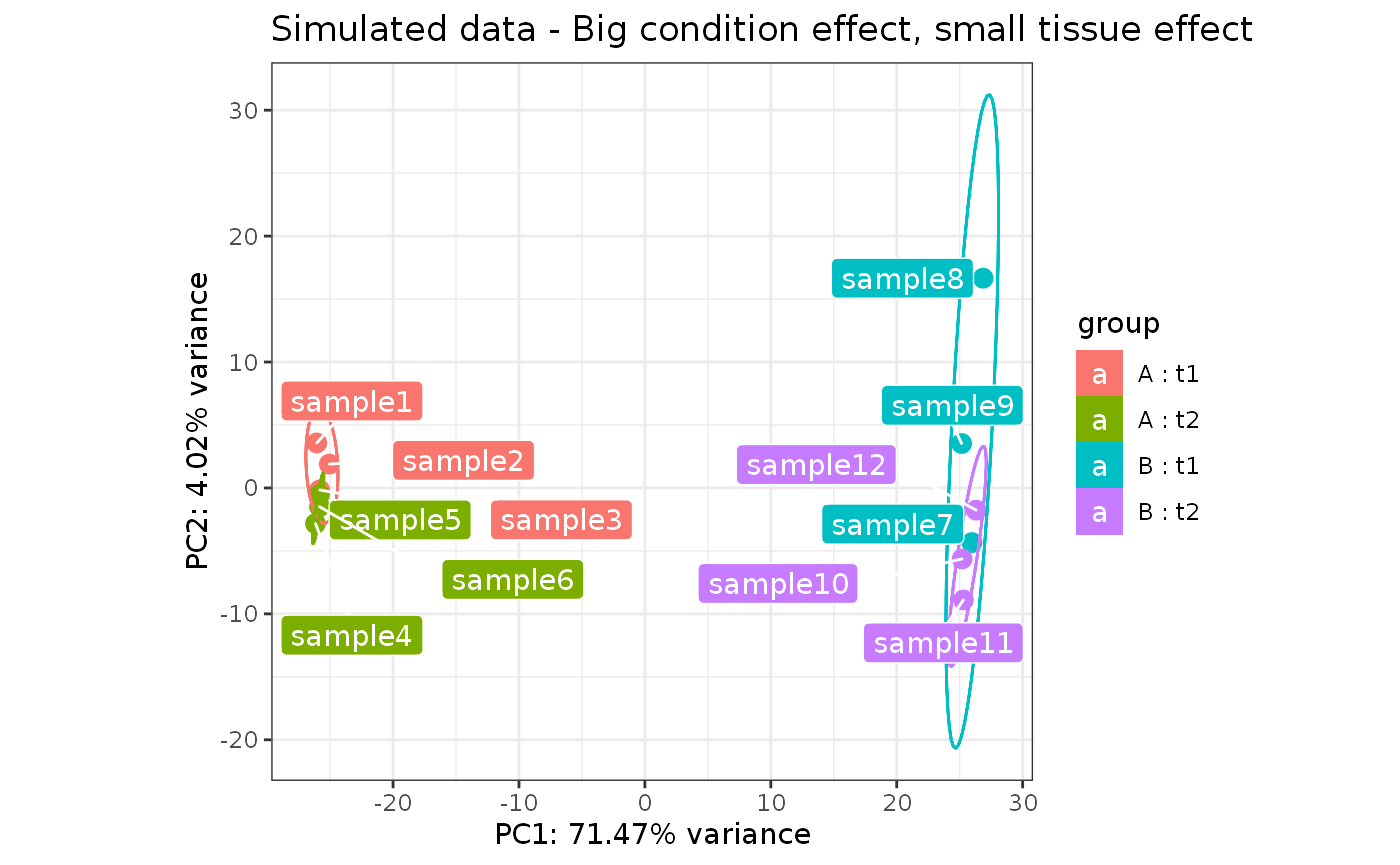 Simulated data - Big condition effect, small tissue effect
PC2: 4.02% variance
30
20
10
0
-10
-20
sample8
sample1
sample9
sample2
sample12
sample5
sample3
sample7
sample6
sample10
sample4
sample11
-20
-10
0
10
20
30
PC1: 71.47% variance
group
a A : t1
a A : t2
a B : t1
a B : t2